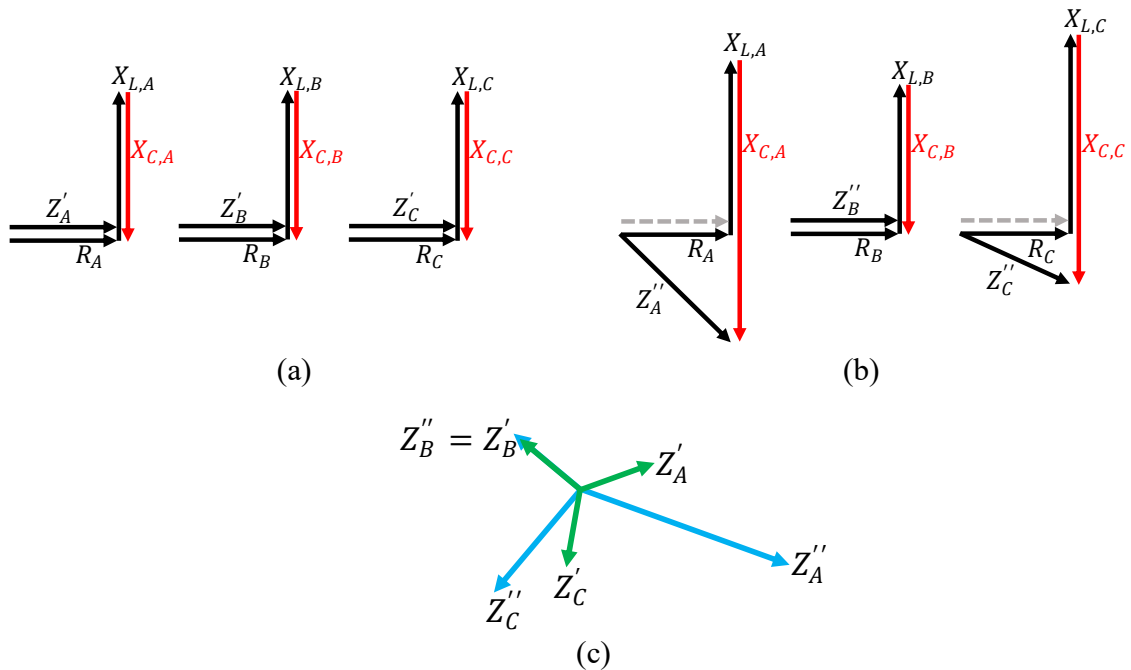 X_{L,A} X_{L,B} X_{L,C}
X_{C,A} X_{C,B} X_{C,C}
Z'_A Z'_B Z'_C
R_A R_B R_C
(a)
X_{L,A} X_{L,B} X_{L,C}
X_{C,A} X_{C,B} X_{C,C}
Z''_B
R_A R_B R_C
Z''_A Z''_C
(b)
Z''_B = Z'_B
Z'_A
Z''_A
Z'_C
Z''_C
(c)